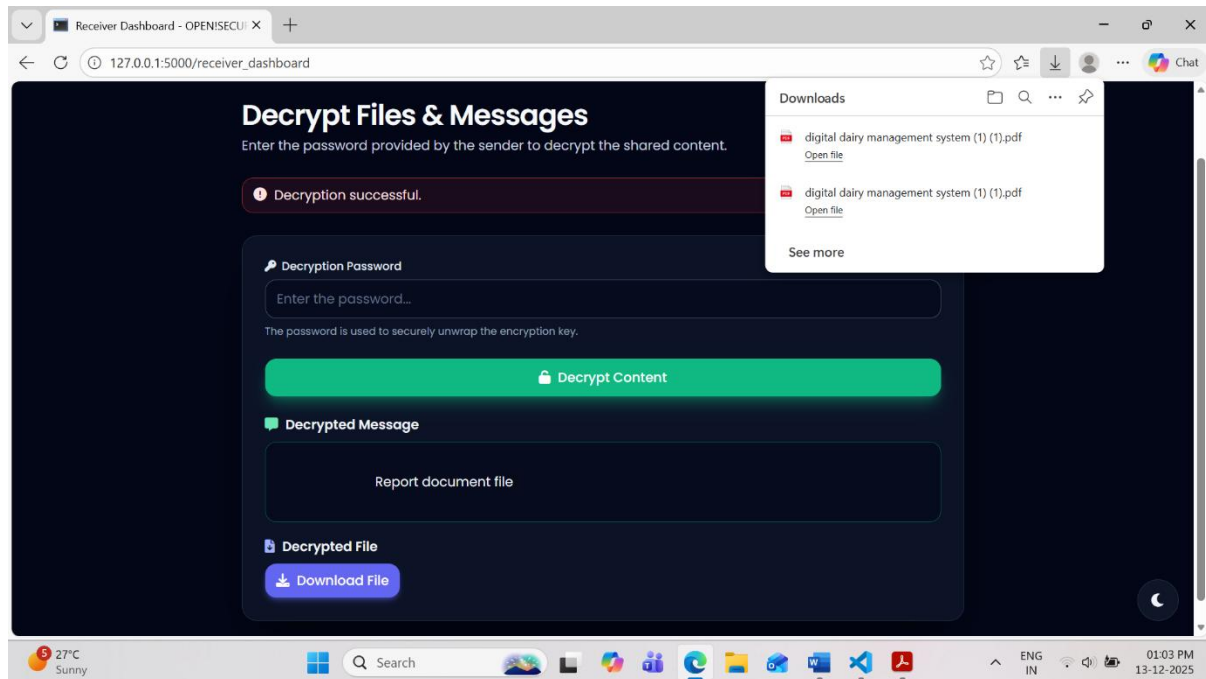 Receiver Dashboard - OPEN!SECU
127.0.0.1:5000/receiver_dashboard
Chat
Decrypt Files & Messages
Enter the password provided by the sender to decrypt the shared content.
Decryption successful.
Downloads
digital dairy management system (1) (1).pdf
Open file
digital dairy management system (1) (1).pdf
Open file
See more
Decryption Password
Enter the password...
The password is used to securely unwrap the encryption key.
Decrypt Content
Decrypted Message
Report document file
Decrypted File
Download File
5
27°C
Sunny
Search
ENG
IN
01:03 PM
13-12-2025